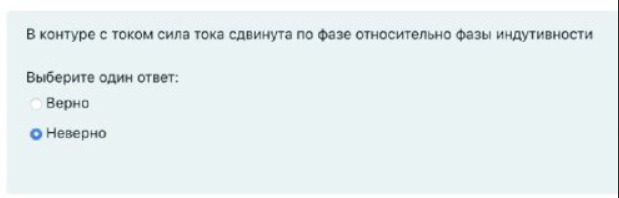 В контуре с током сила тока сдвинута по фазе относительно фазы индутивности
Выберите один ответ:
Верно
Неверно